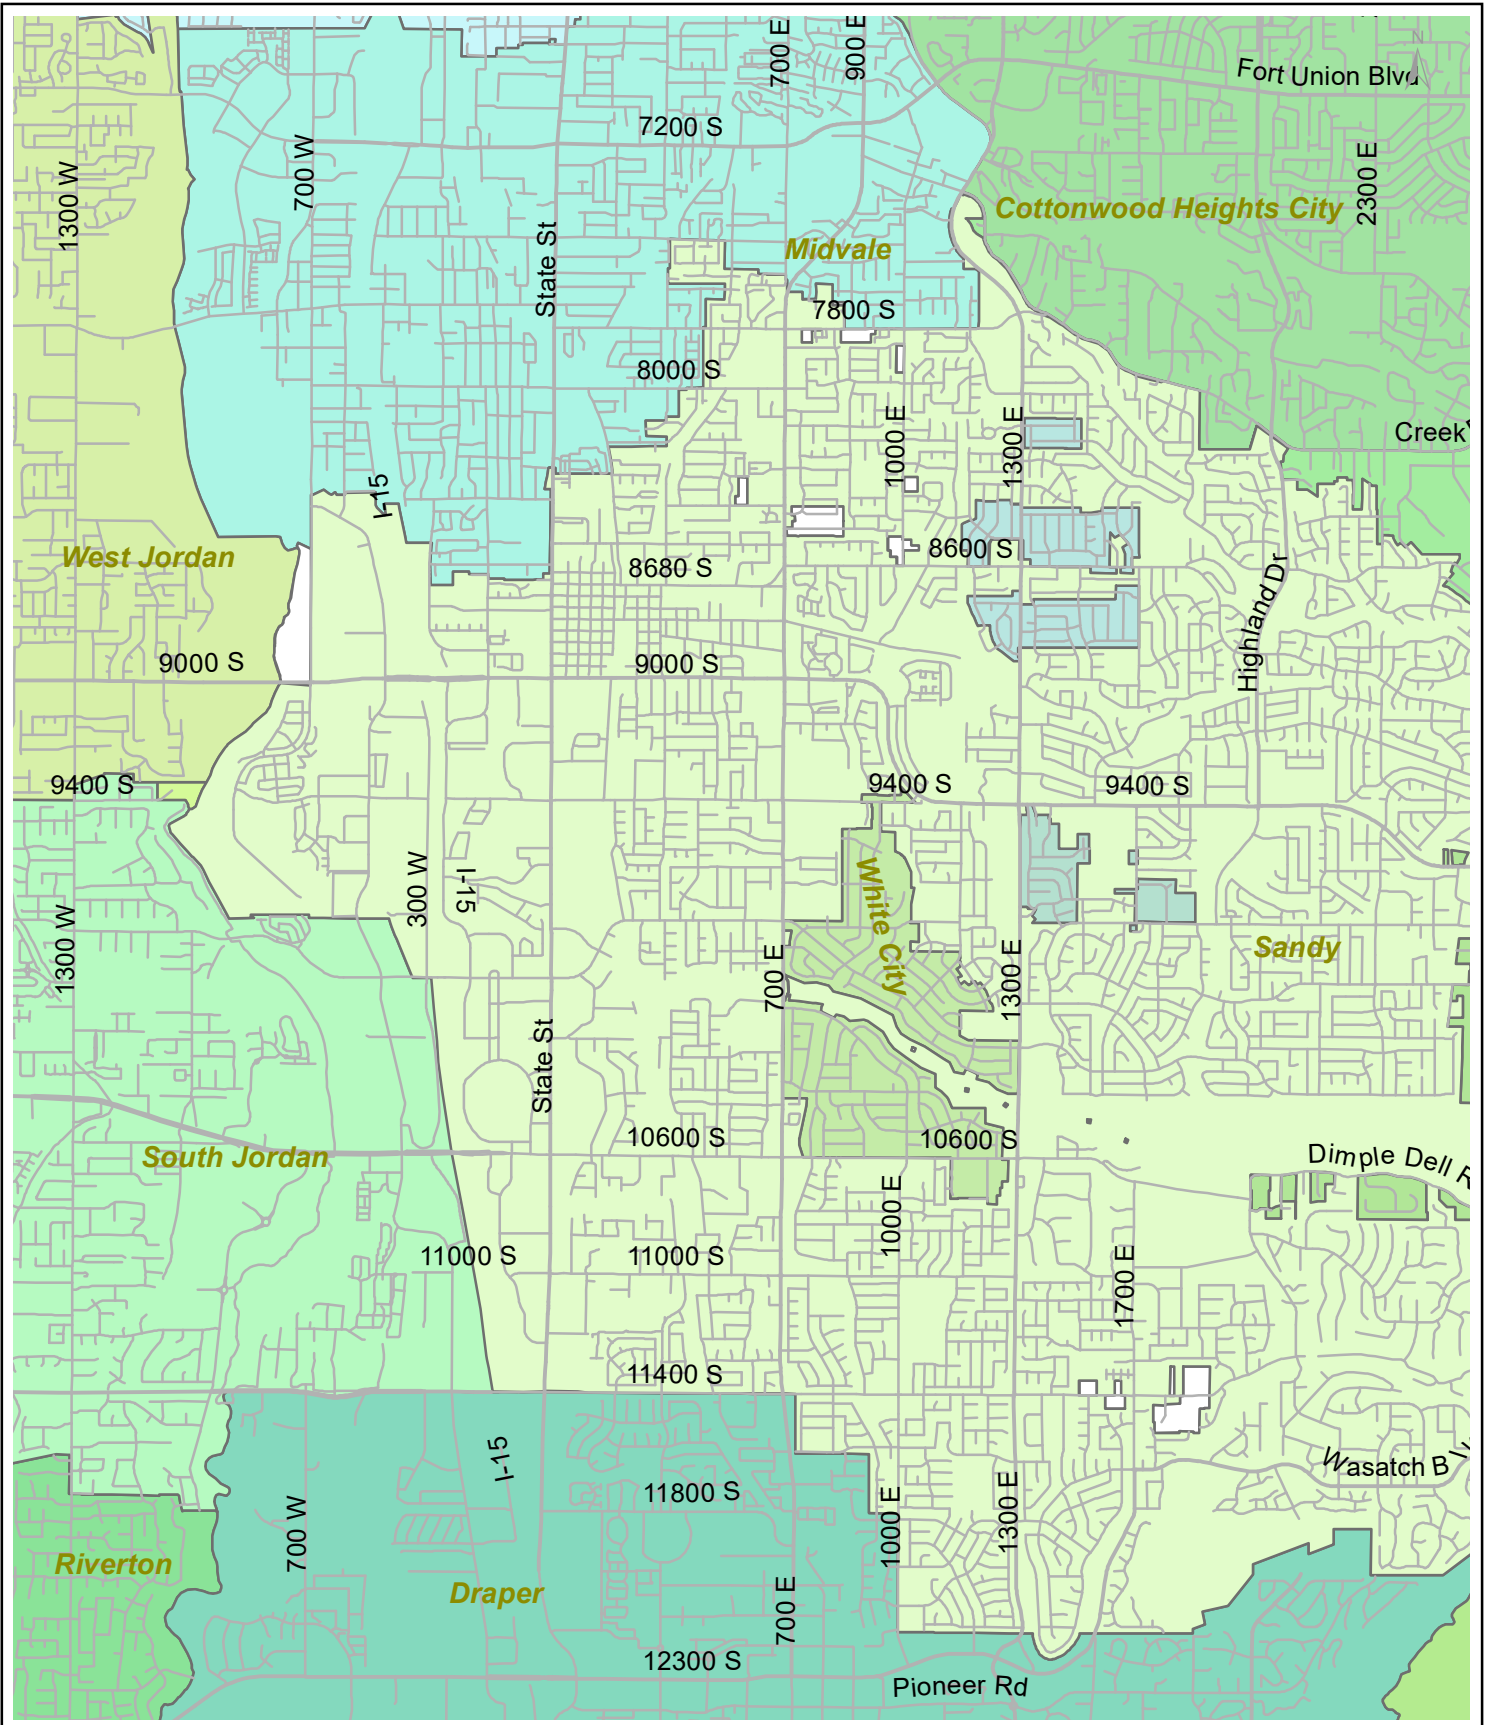 700 E
900 E
N
Fort Union Blvd
7200 S
700 W
1300 W
2300 E
Cottonwood Heights City
Midvale
State St
7800 S
8000 S
1000 E
1300 E
Creek
I-15
West Jordan
8600 S
8680 S
Highland Dr
9000 S
9000 S
9400 S
9400 S
9400 S
300 W
I-15
White City
1300 W
700 E
1300 E
Sandy
State St
10600 S
10600 S
South Jordan
Dimple Dell R
1000 E
11000 S
11000 S
1700 E
11400 S
I-15
Wasatch Blv
11800 S
700 W
1000 E
1300 E
Riverton
Draper
700 E
12300 S
Pioneer Rd